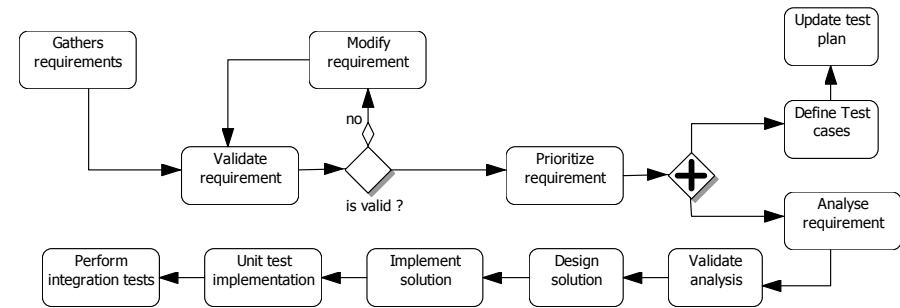 Gathers
requirements
Modify
requirement
Update test
plan
no
Define Test
cases
Validate
requirement
Prioritize
requirement
is valid ?
Analyse
requirement
Perform
integration tests
Unit test
implementation
Implement
solution
Design
solution
Validate
analysis